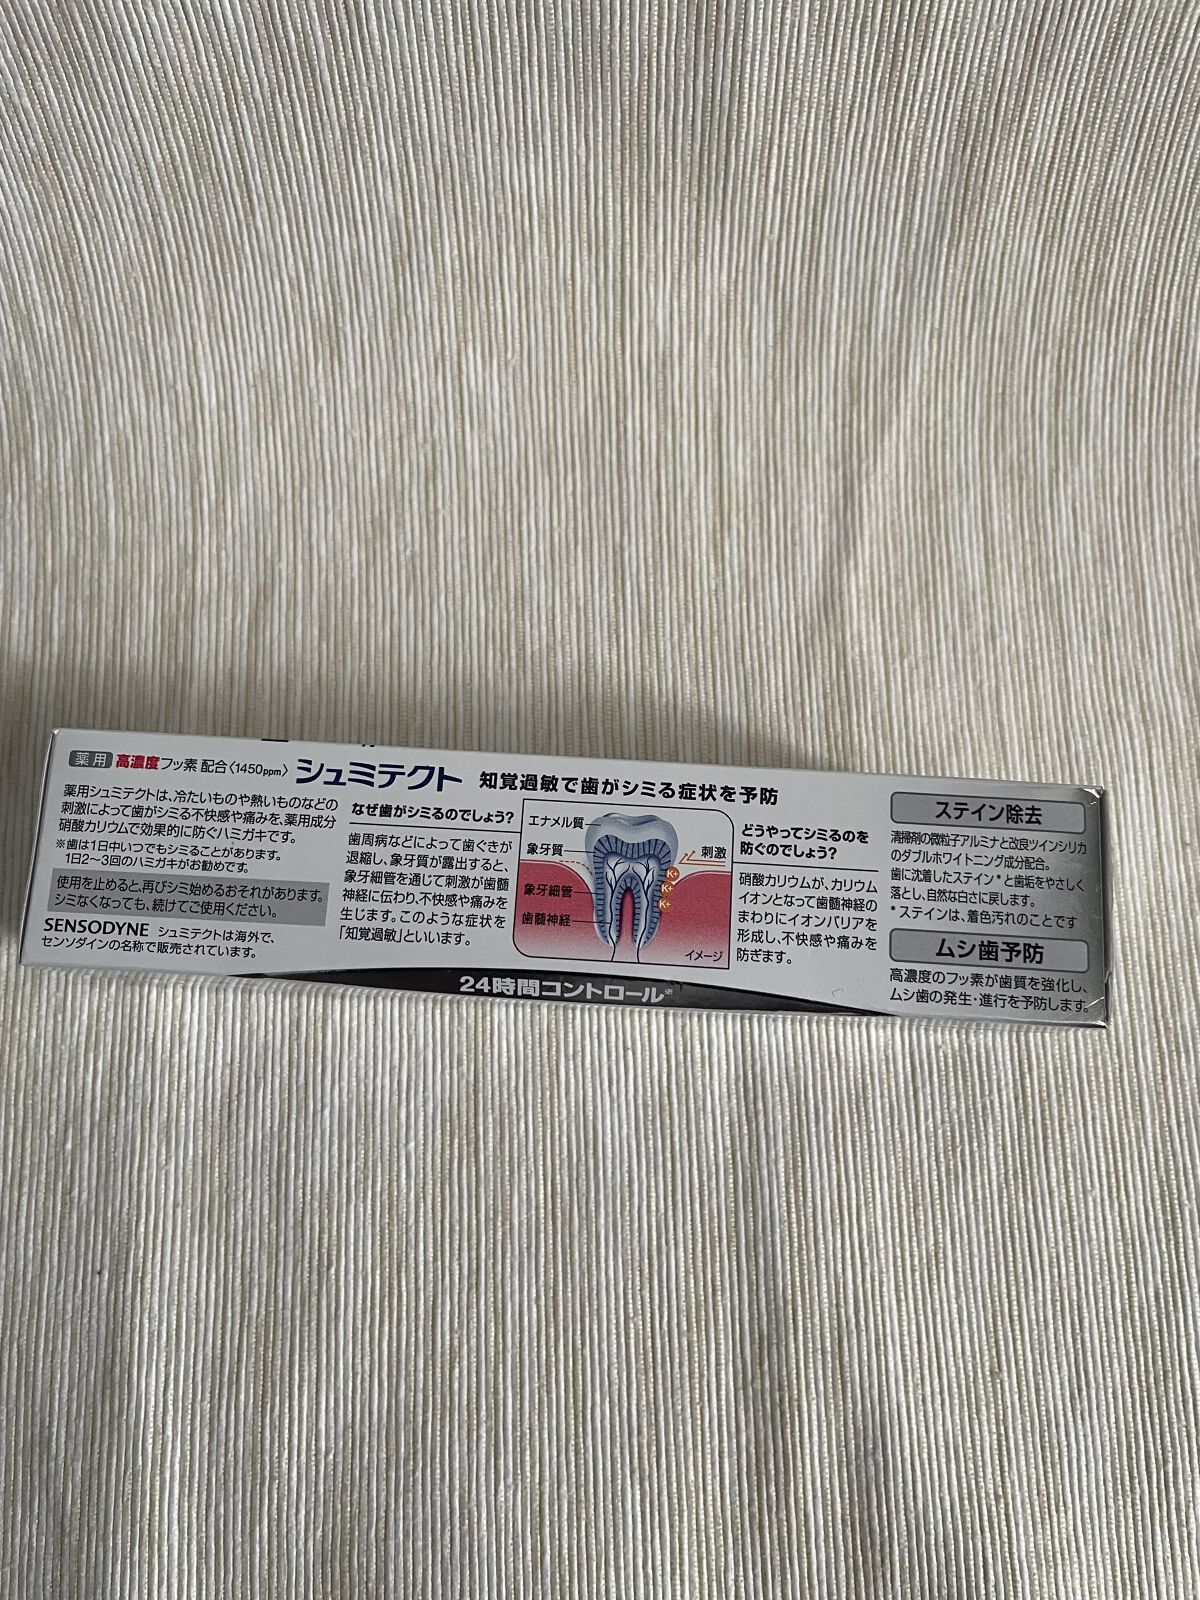 薬用 高濃度フッ素 配合〈1450ppm〉 シュミテクト 知覚過敏で歯がシミる症状を予防
薬用シュミテクトは、冷たいものや熱いものなどの
刺激によって歯がシミる不快感や痛みを、薬用成分
硝酸カリウムで効果的に防ぐハミガキです。
※歯は1日中いつでもシミることがあります。
1日2〜3回のハミガキがお勧めです。
使用を止めると、再びシミ始めるおそれがあります。
シミなくなっても、続けてご使用ください。
SENSODYNE シュミテクトは海外で、
センソダインの名称で販売されています。
なぜ歯がシミるのでしょう?
歯周病などによって歯ぐきが
退縮し、象牙質が露出すると、
象牙細管を通じて刺激が歯髄
神経に伝わり、不快感や痛みを
生じます。このような症状を
「知覚過敏」といいます。
エナメル質
象牙質
象牙細管
歯髄神経
刺激
K+
K+
K+
イメージ
どうやってシミるのを
防ぐのでしょう?
硝酸カリウムが、カリウム
イオンとなって歯髄神経の
まわりにイオンバリアを
形成し、不快感や痛みを
防ぎます。
ステイン除去
清掃剤の微粒子アルミナと改良ツインシリカ
のダブルホワイトニング成分配合。
歯に沈着したステイン*と歯垢をやさしく
落とし、自然な白さに戻します。
*ステインは、着色汚れのことです
ムシ歯予防
高濃度のフッ素が歯質を強化し、
ムシ歯の発生・進行を予防します。
24時間コントロール※